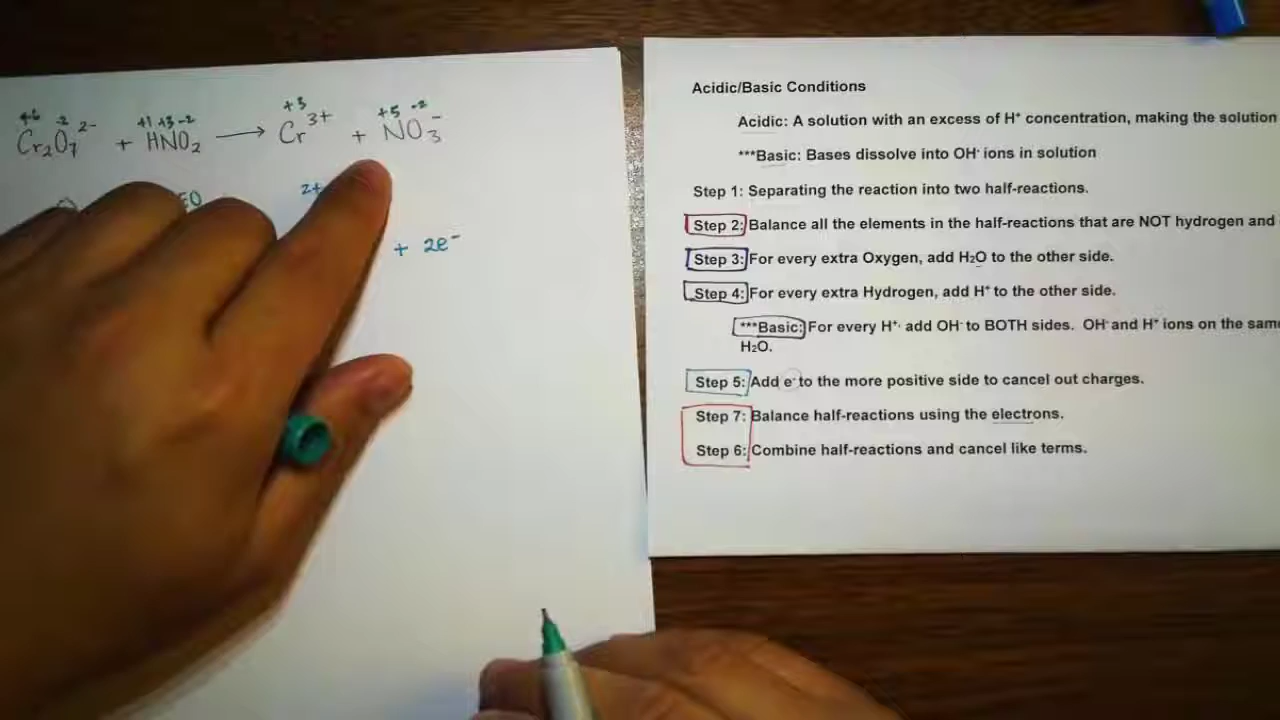 +6 -2 +1 +3 -2 +3 +5 -2
Cr₂O₇²⁻ + HNO₂ ⟶ Cr³⁺ + NO₃⁻
2+
+ 2e⁻
Acidic/Basic Conditions
Acidic: A solution with an excess of H⁺ concentration, making the solution
***Basic: Bases dissolve into OH⁻ ions in solution
Step 1: Separating the reaction into two half-reactions.
Step 2: Balance all the elements in the half-reactions that are NOT hydrogen and
Step 3: For every extra Oxygen, add H₂O to the other side.
Step 4: For every extra Hydrogen, add H⁺ to the other side.
***Basic: For every H⁺, add OH⁻ to BOTH sides. OH⁻ and H⁺ ions on the same
H₂O.
Step 5: Add e⁻ to the more positive side to cancel out charges.
Step 7: Balance half-reactions using the electrons.
Step 6: Combine half-reactions and cancel like terms.